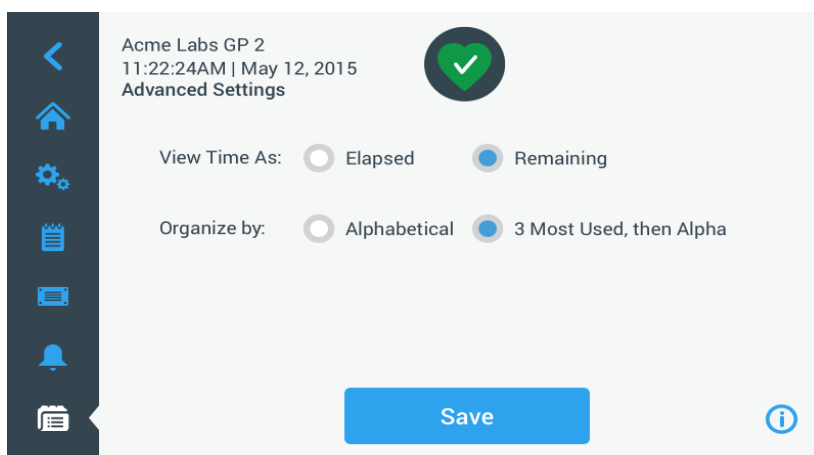 Acme Labs GP 2
11:22:24AM | May 12, 2015
Advanced Settings
View Time As: Elapsed Remaining
Organize by: Alphabetical 3 Most Used, then Alpha
Save